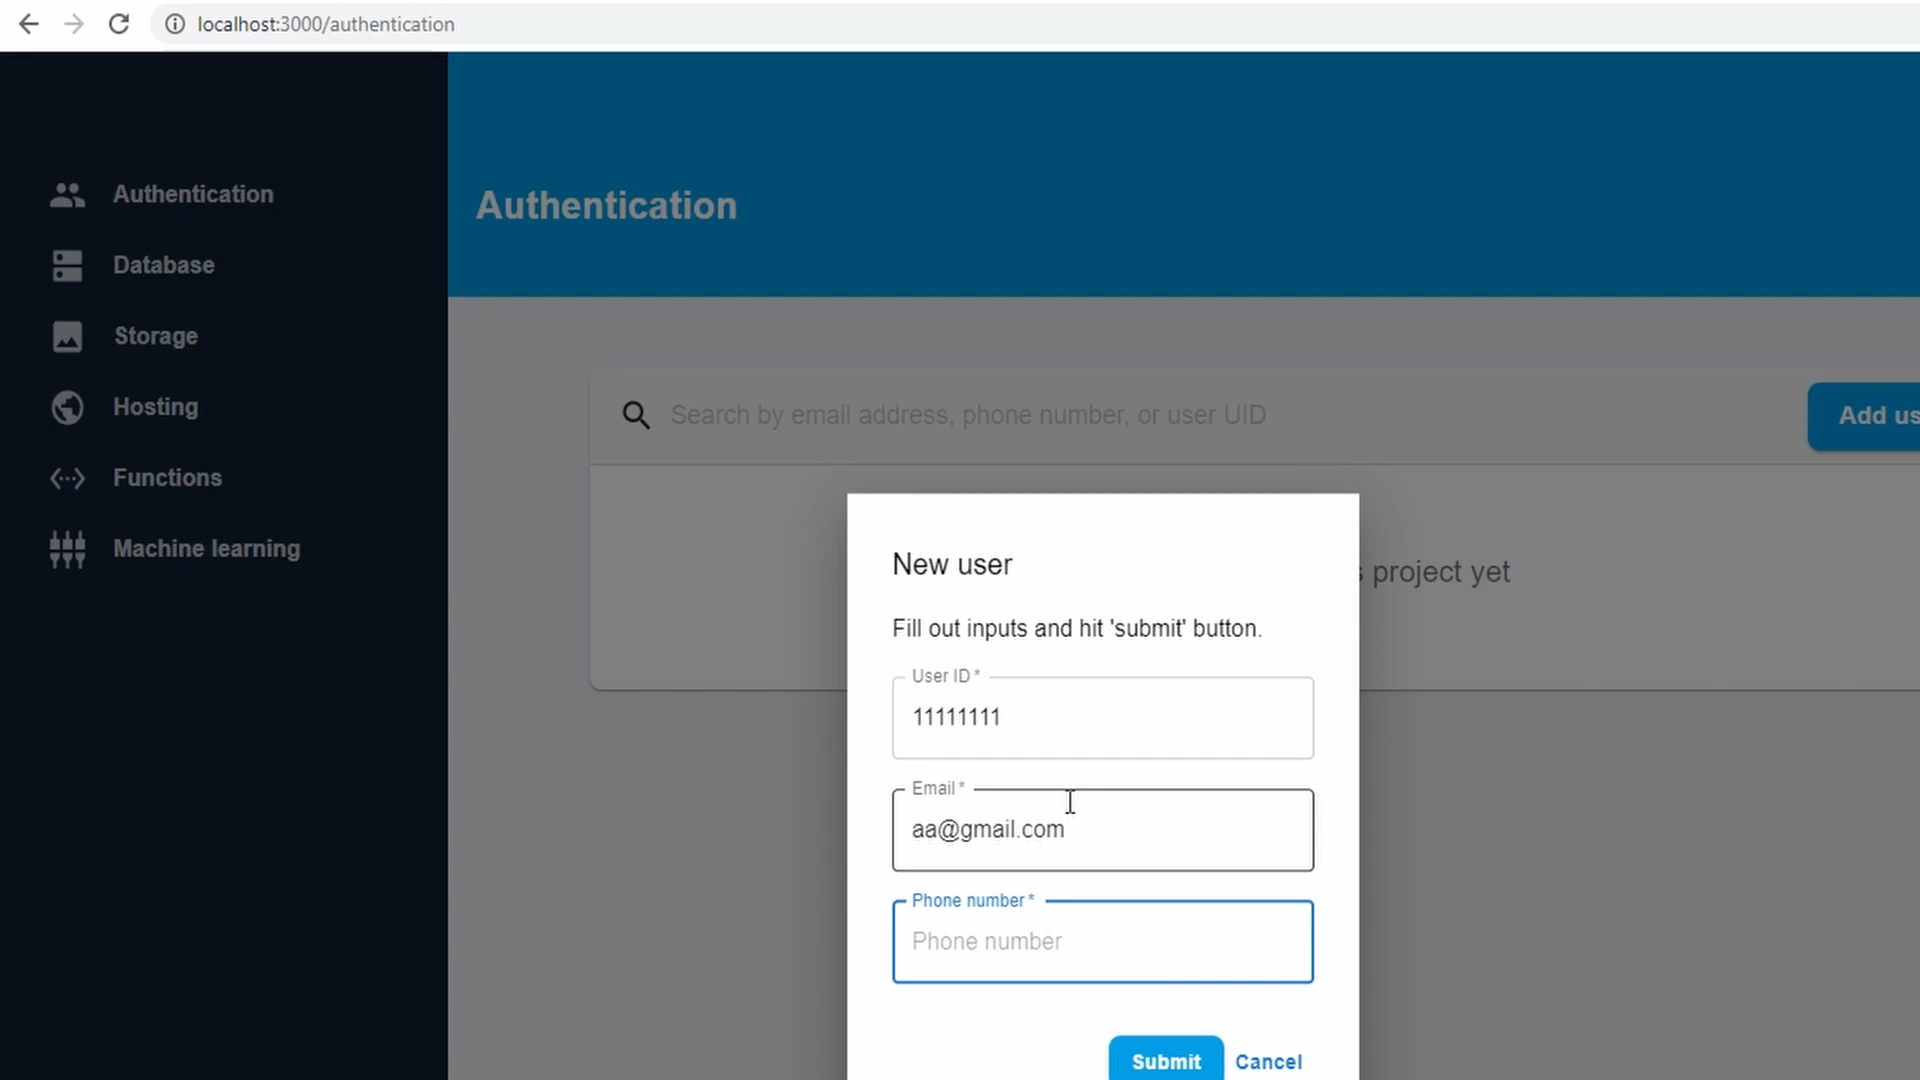 localhost:3000/authentication
Authentication
Database
Storage
Hosting
Functions
Machine learning
Authentication
Search by email address, phone number, or user UID
Add us
project yet
New user
Fill out inputs and hit 'submit' button.
User ID *
11111111
Email *
aa@gmail.com
Phone number *
Phone number
Submit Cancel